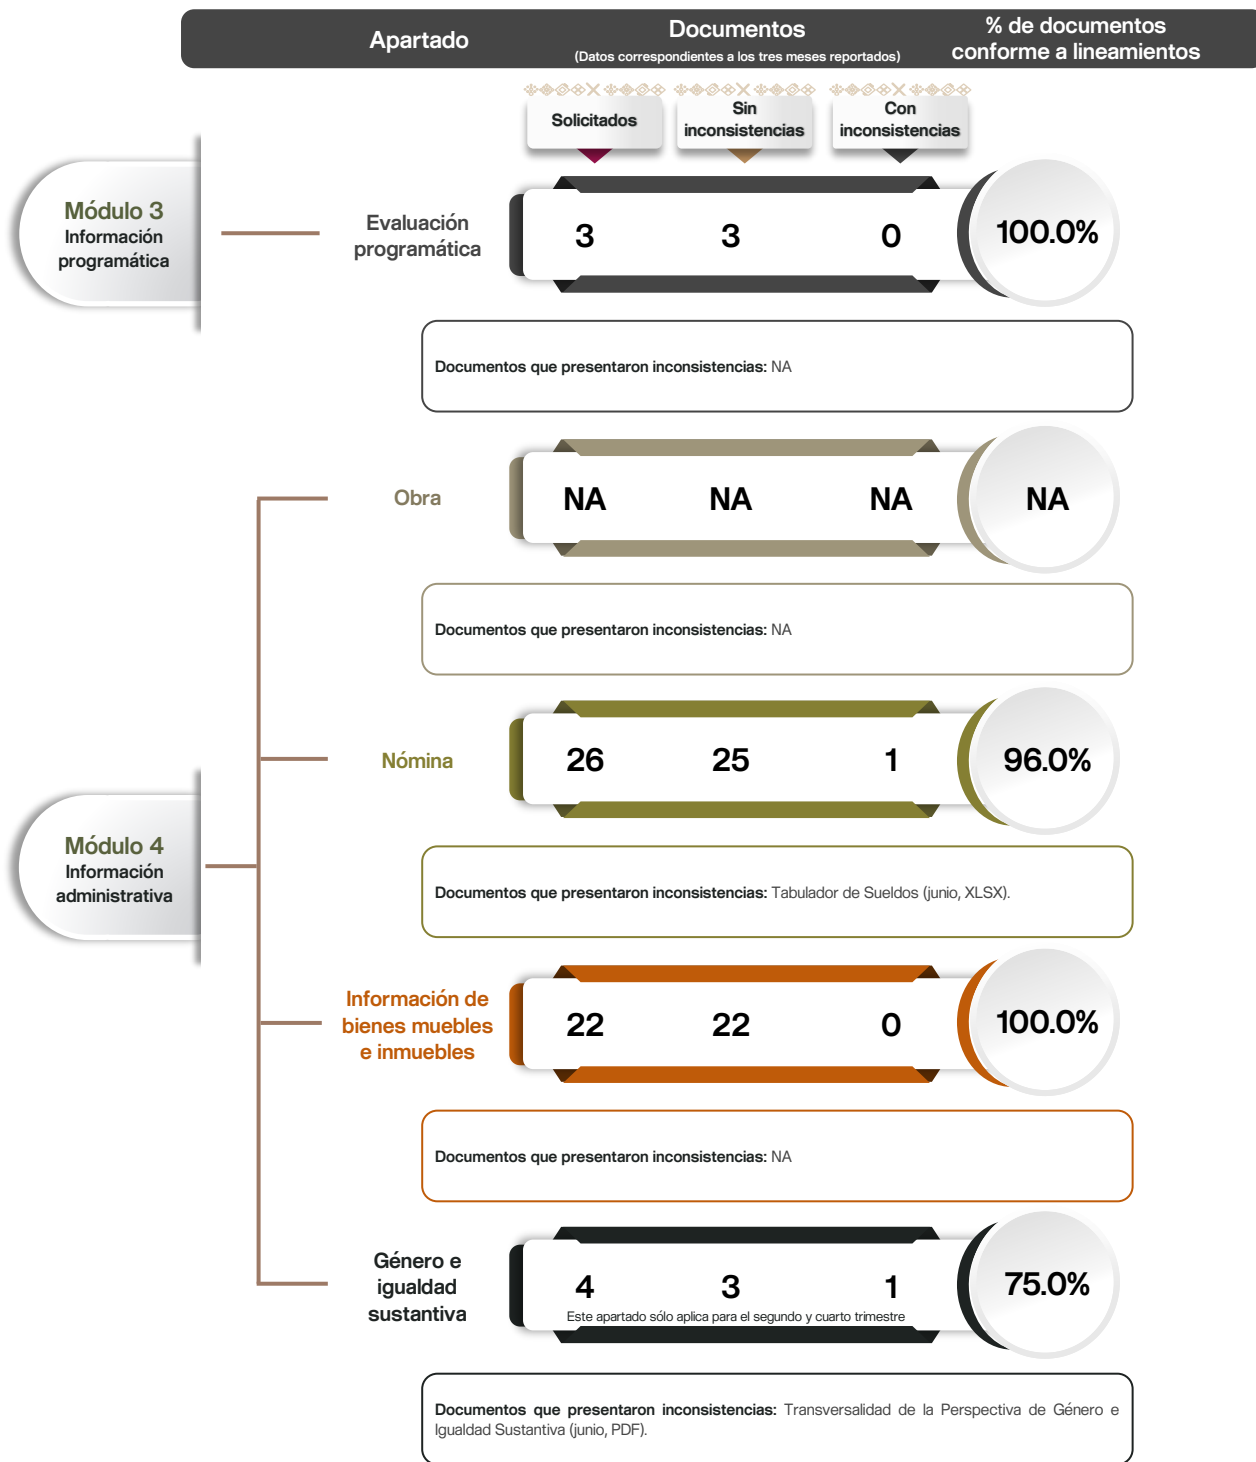 Apartado
Documentos
(Datos correspondientes a los tres meses reportados)
% de documentos
conforme a lineamientos
Solicitados
Sin
inconsistencias
Con
inconsistencias
Módulo 3
Información
programática
Evaluación
programática
3 3 0 100.0%
Documentos que presentaron inconsistencias: NA
Obra
NA NA NA NA
Documentos que presentaron inconsistencias: NA
Módulo 4
Información
administrativa
Nómina
26 25 1 96.0%
Documentos que presentaron inconsistencias: Tabulador de Sueldos (junio, XLSX).
Información de
bienes muebles
e inmuebles
22 22 0 100.0%
Documentos que presentaron inconsistencias: NA
Género e
igualdad
sustantiva
4 3 1 75.0%
Este apartado sólo aplica para el segundo y cuarto trimestre
Documentos que presentaron inconsistencias: Transversalidad de la Perspectiva de Género e
Igualdad Sustantiva (junio, PDF).